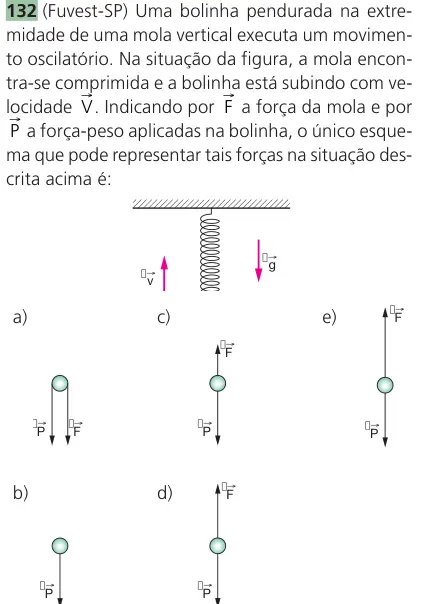 132 (Fuvest-SP) Uma bolinha pendurada na extre-
midade de uma mola vertical executa um movimen-
to oscilatório. Na situação da figura, a mola encon-
tra-se comprimida e a bolinha está subindo com ve-
locidade V. Indicando por F a força da mola e por
P a força-peso aplicadas na bolinha, o único esque-
ma que pode representar tais forças na situação des-
crita acima é:
v g
a) c) e) F
F
P F P P
b) d) F
P P